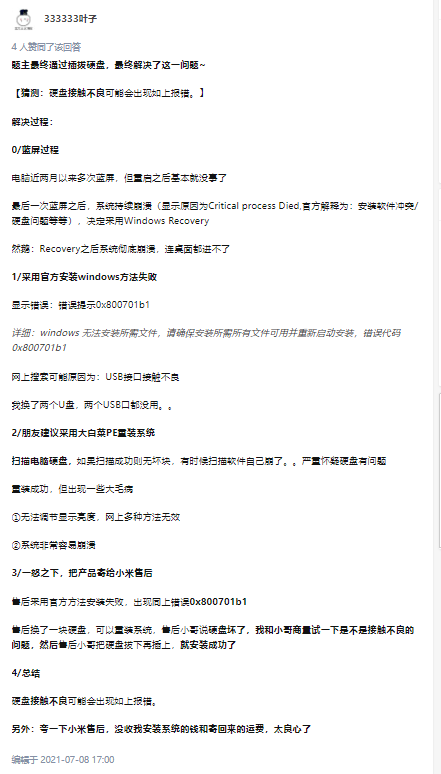 333333叶子
4 人赞同了该回答
题主最终通过插拔硬盘，最终解决了这一问题~
【猜测：硬盘接触不良可能会出现如上报错。】
解决过程：
0/蓝屏过程
电脑近两月以来多次蓝屏，但重启之后基本就没事了
最后一次蓝屏之后，系统持续崩溃（显示原因为Critical process Died,官方解释为：安装软件冲突/
硬盘问题等等），决定采用Windows Recovery
然鹅：Recovery之后系统彻底崩溃，连桌面都进不了
1/采用官方安装windows方法失败
显示错误：错误提示0x800701b1
详细：windows 无法安装所需文件，请确保安装所需所有文件可用并重新启动安装，错误代码
0x800701b1
网上搜索可能原因为：USB接口接触不良
我换了两个U盘，两个USB口都没用。。
2/朋友建议采用大白菜PE重装系统
扫描电脑硬盘，如果扫描成功则无坏块，有时候扫描软件自己崩了。。严重怀疑硬盘有问题
重装成功，但出现一些大毛病
①无法调节显示亮度，网上多种方法无效
②系统非常容易崩溃
3/一怒之下，把产品寄给小米售后
售后采用官方方法安装失败，出现同上错误0x800701b1
售后换了一块硬盘，可以重装系统，售后小哥说硬盘坏了，我和小哥商量试一下是不是接触不良的
问题，然后售后小哥把硬盘拔下再插上，就安装成功了
4/总结
硬盘接触不良可能会出现如上报错。
另外：夸一下小米售后，没收我安装系统的钱和寄回来的运费，太良心了
编辑于 2021-07-08 17:00